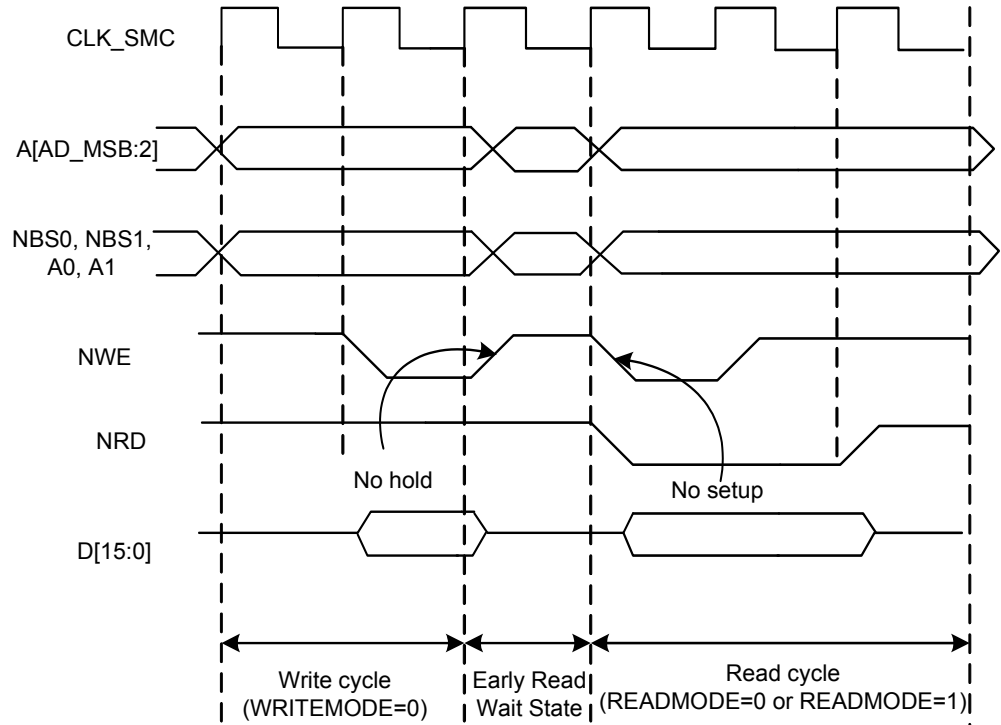 CLK_SMC
A[AD_MSB:2]
NBS0, NBS1,
A0, A1
NWE
NRD
No hold
No setup
D[15:0]
Write cycle
(WRITEMODE=0)
Early Read
Wait State
Read cycle
(READMODE=0 or READMODE=1)